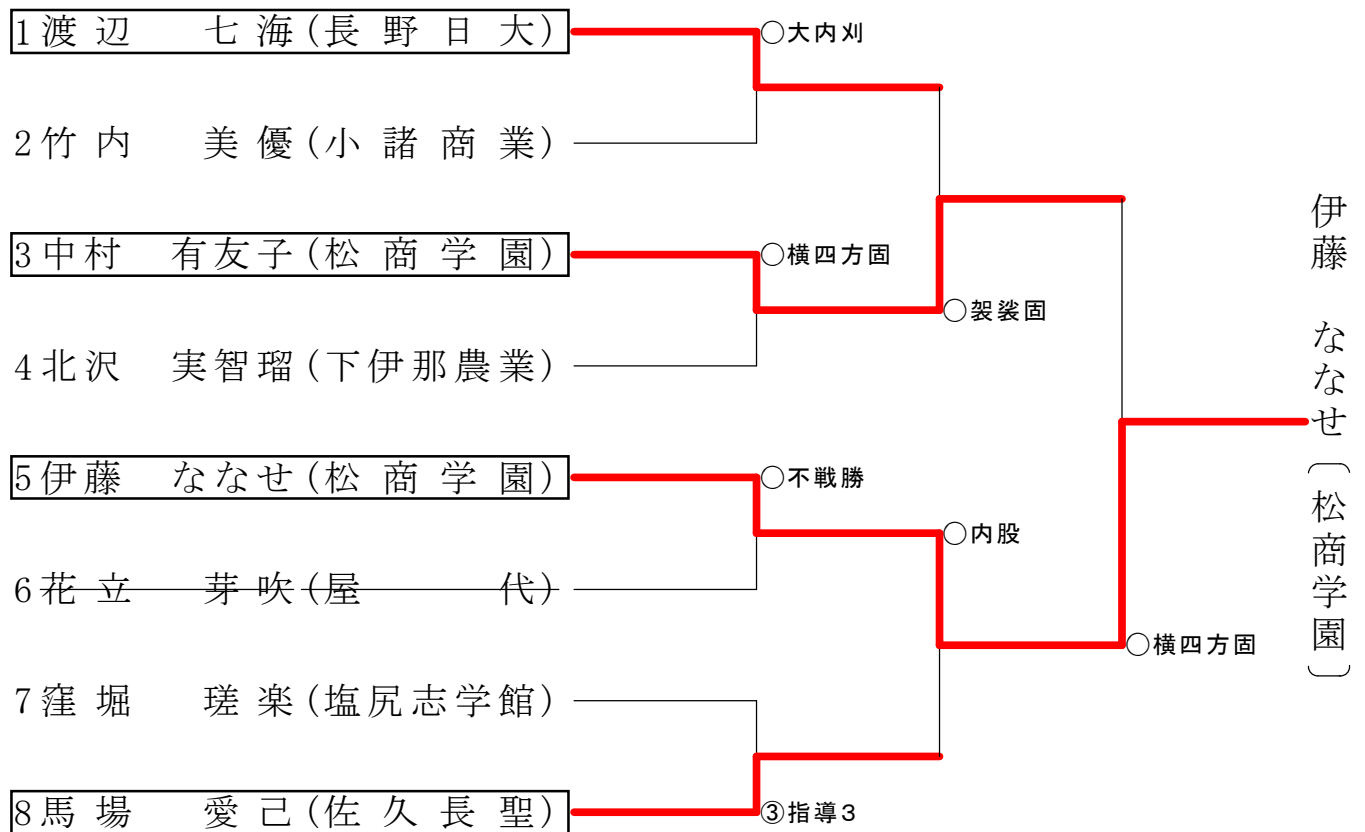 1 渡辺 七海 (長野日大)
○大内刈
2 竹内 美優 (小諸商業)
3 中村 有友子 (松商学園)
○横四方固
○袈裟固
4 北沢 実智瑠 (下伊那農業)
5 伊藤 ななせ (松商学園)
○不戦勝
○内股
6 花立 芽吹 (屋代)
○横四方固
7 窪堀 瑳楽 (塩尻志学館)
8 馬場 愛己 (佐久長聖)
③指導3
伊藤 ななせ〔松商学園〕